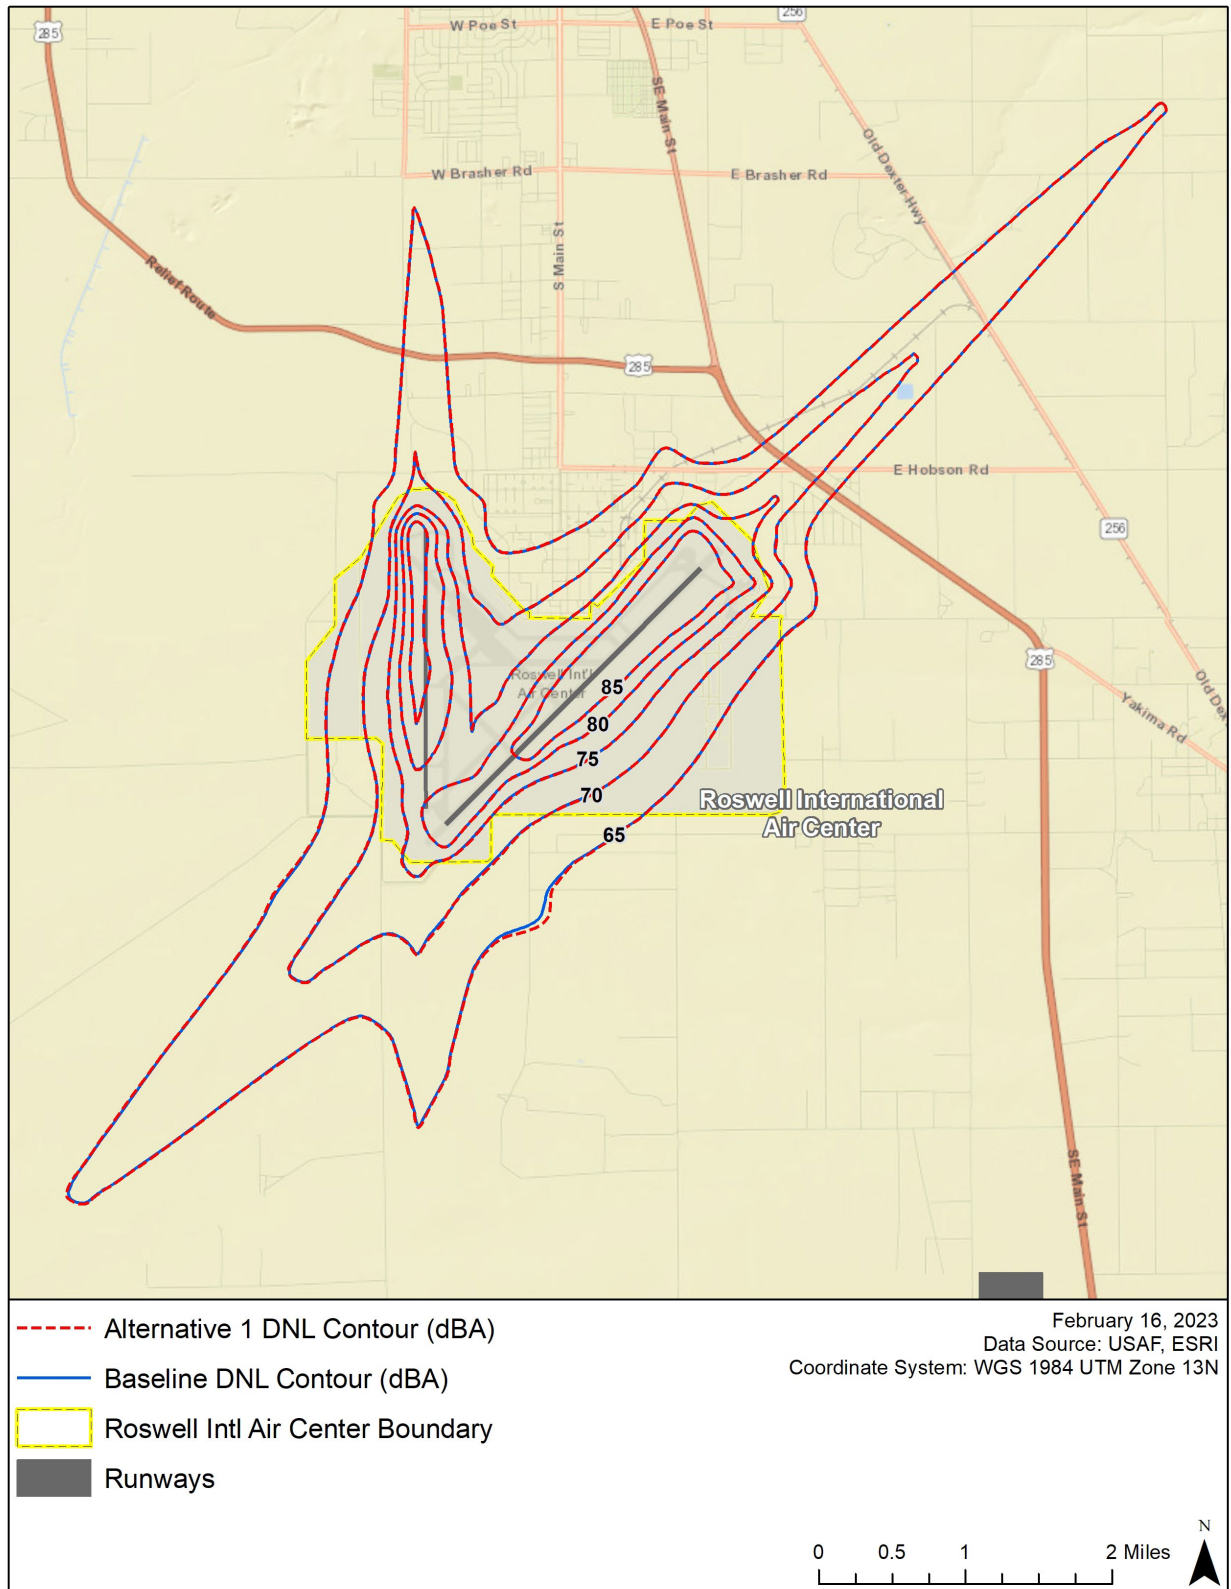 285
W Poe St
E Poe St
256
SE Main St
Old Dexter Hwy
W Brasher Rd
E Brasher Rd
S Main St
Relief Route
285
E Hobson Rd
256
285
Roswell Int'l
Air Center
85
80
75
70
65
Yakima Rd
Old Dex
Roswell International
Air Center
SE Main St
Alternative 1 DNL Contour (dBA)
Baseline DNL Contour (dBA)
Roswell Intl Air Center Boundary
Runways
February 16, 2023
Data Source: USAF, ESRI
Coordinate System: WGS 1984 UTM Zone 13N
N
0 0.5 1 2 Miles